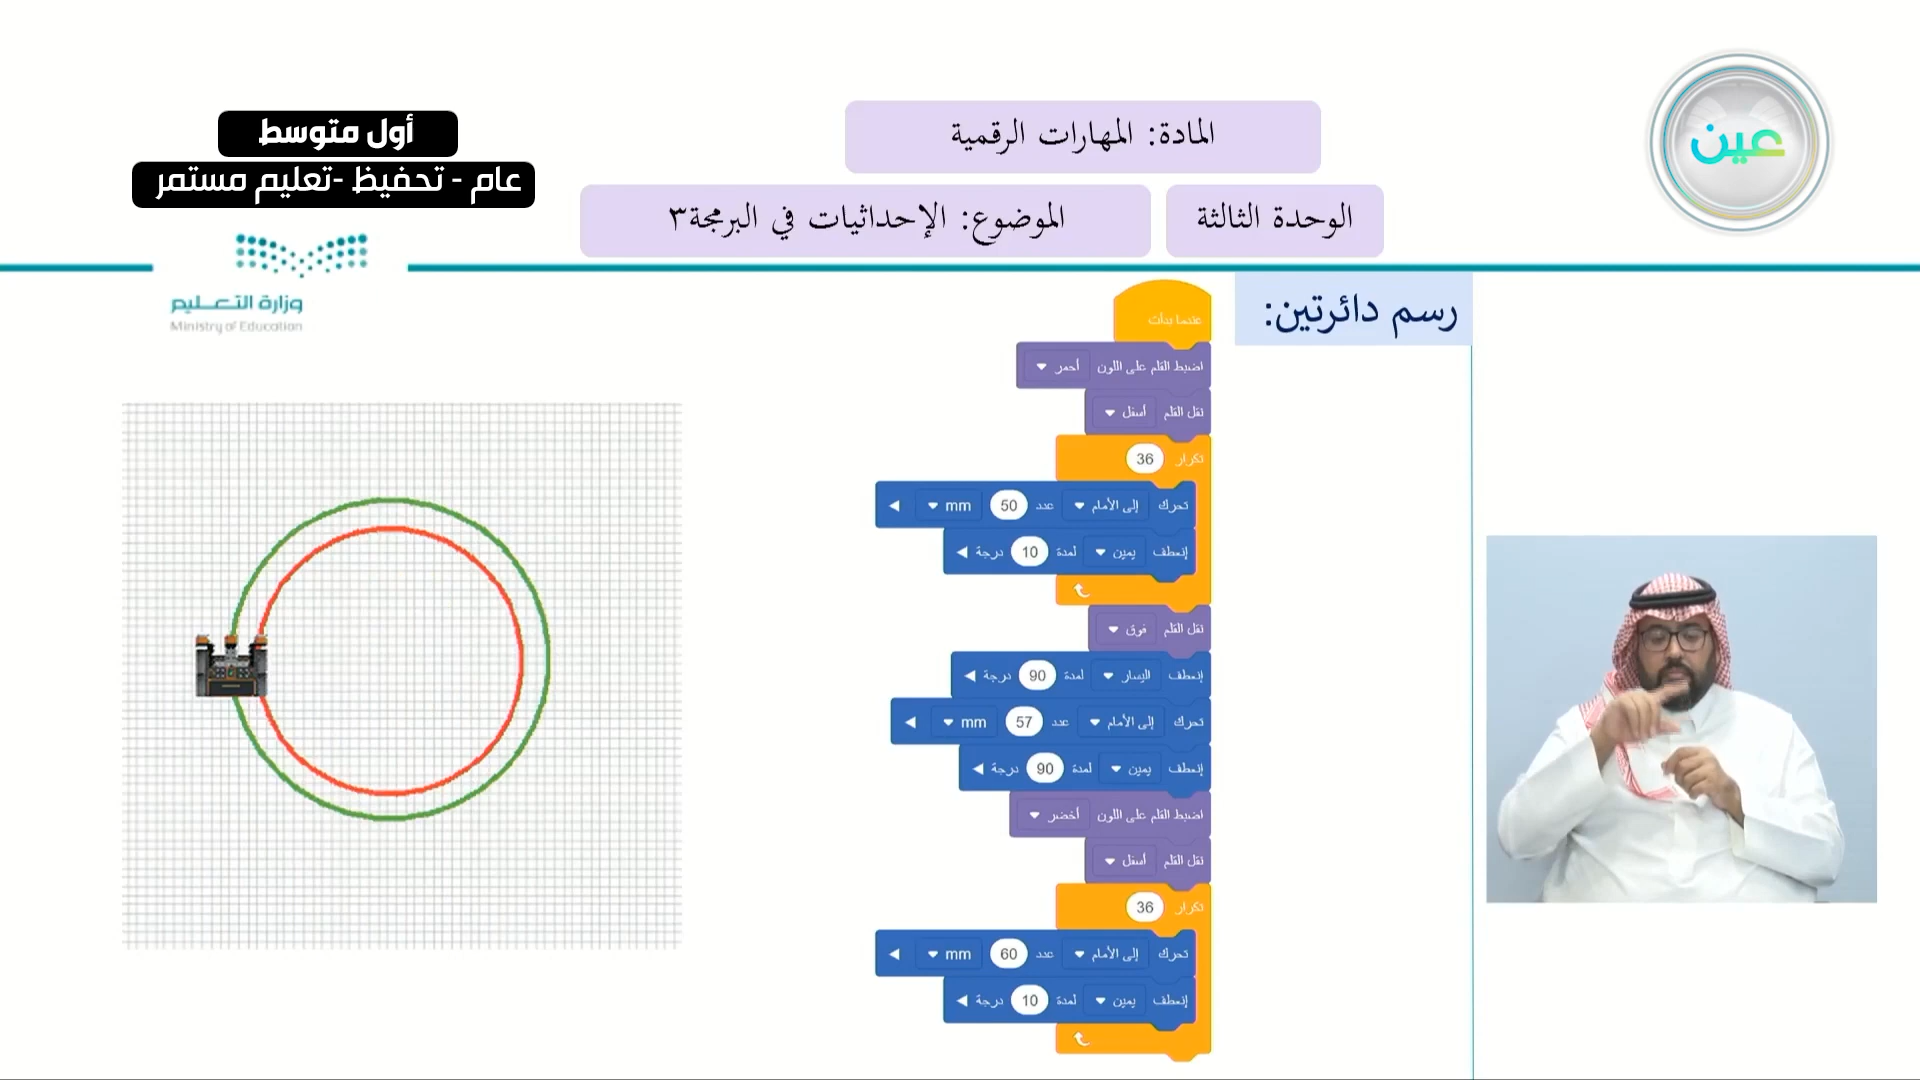 عين
المادة: المهارات الرقمية
الوحدة الثالثة
الموضوع: الإحداثيات في البرمجة٣
أول متوسط
عام - تحفيظ -تعليم مستمر
وزارة التعليم
Ministry of Education
رسم دائرتين:
عندما بدأت
اضبط القلم على اللون أحمر
نقل القلم أسفل
تكرار 36
تحرك إلى الأمام عدد 50 mm
إنعطف يمين لمدة 10 درجة
نقل القلم فوق
إنعطف اليسار لمدة 90 درجة
تحرك إلى الأمام عدد 57 mm
إنعطف يمين لمدة 90 درجة
اضبط القلم على اللون أخضر
نقل القلم أسفل
تكرار 36
تحرك إلى الأمام عدد 60 mm
إنعطف يمين لمدة 10 درجة